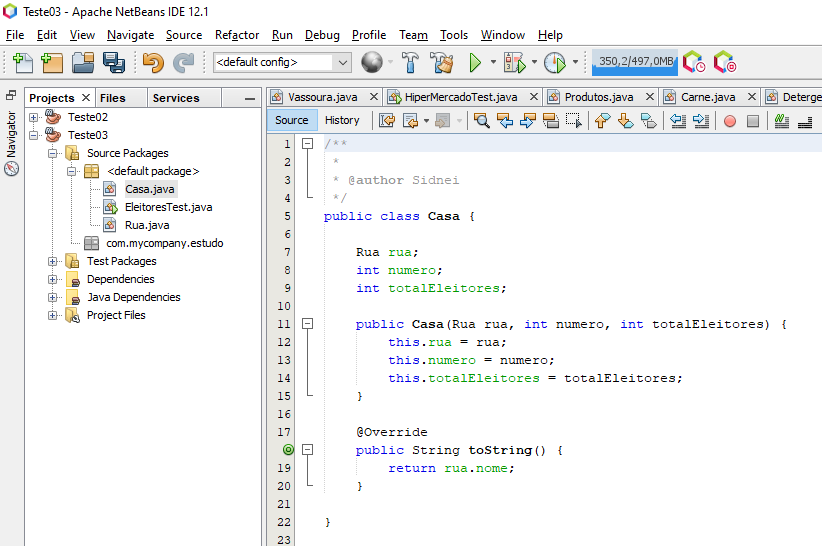 Teste03 - Apache NetBeans IDE 12.1
File Edit View Navigate Source Refactor Run Debug Profile Team Tools Window Help
<default config> 350,2/497,0MB
Projects Files Services
Navigator
Teste02
Teste03
Source Packages
<default package>
Casa.java
EleitoresTest.java
Rua.java
com.mycompany.estudo
Test Packages
Dependencies
Java Dependencies
Project Files
Vassoura.java HiperMercadoTest.java Produtos.java Carne.java Deterge
Source History
1 /**
2 *
3 * @author Sidnei
4 */
5 public class Casa {
6
7 Rua rua;
8 int numero;
9 int totalEleitores;
10
11 public Casa(Rua rua, int numero, int totalEleitores) {
12 this.rua = rua;
13 this.numero = numero;
14 this.totalEleitores = totalEleitores;
15 }
16
17 @Override
public String toString() {
19 return rua.nome;
20 }
21
22 }
23